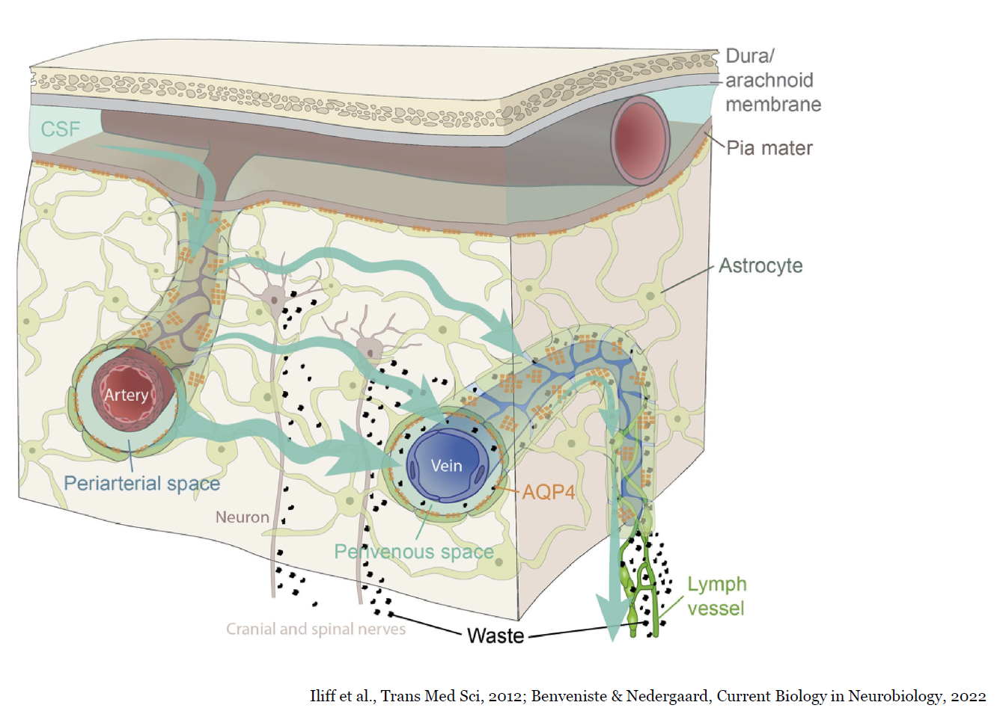 Dura/
arachnoid
membrane
CSF
Pia mater
Astrocyte
Artery
Vein
Periarterial space
AQP4
Neuron
Perivenous space
Lymph
vessel
Cranial and spinal nerves
Waste
Iliff et al., Trans Med Sci, 2012; Benveniste & Nedergaard, Current Biology in Neurobiology, 2022